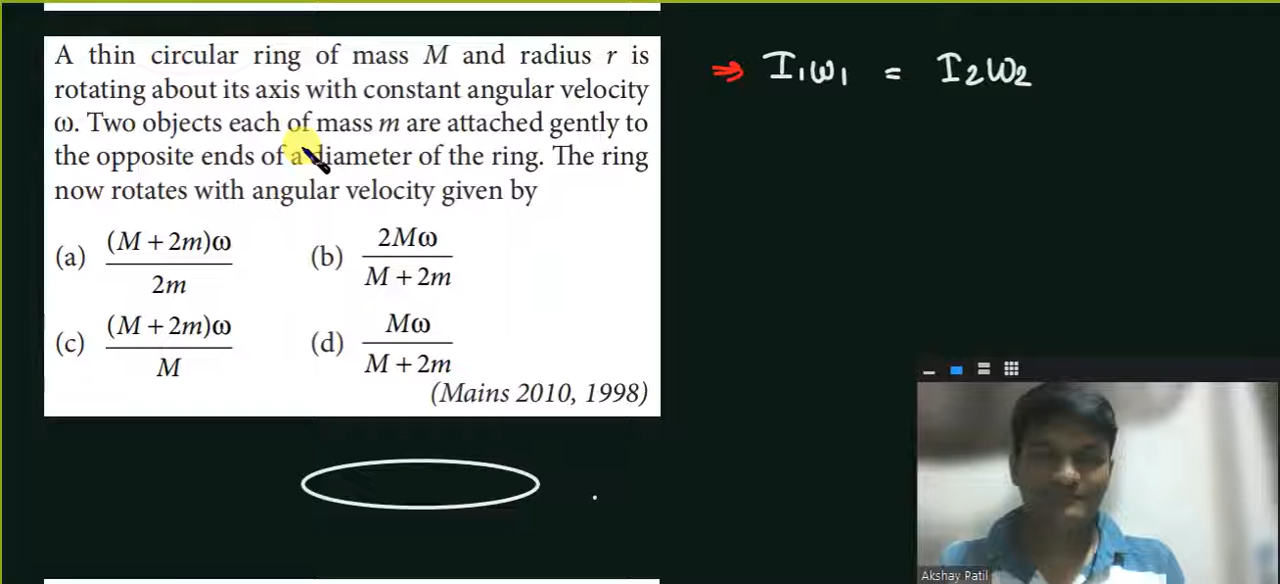 A thin circular ring of mass M and radius r is
rotating about its axis with constant angular velocity
ω. Two objects each of mass m are attached gently to
the opposite ends of a diameter of the ring. The ring
now rotates with angular velocity given by
(a) (M + 2m)ω / 2m (b) 2Mω / M + 2m
(c) (M + 2m)ω / M (d) Mω / M + 2m
(Mains 2010, 1998)
⇒ I₁ω₁ = I₂ω₂
Akshay Patil